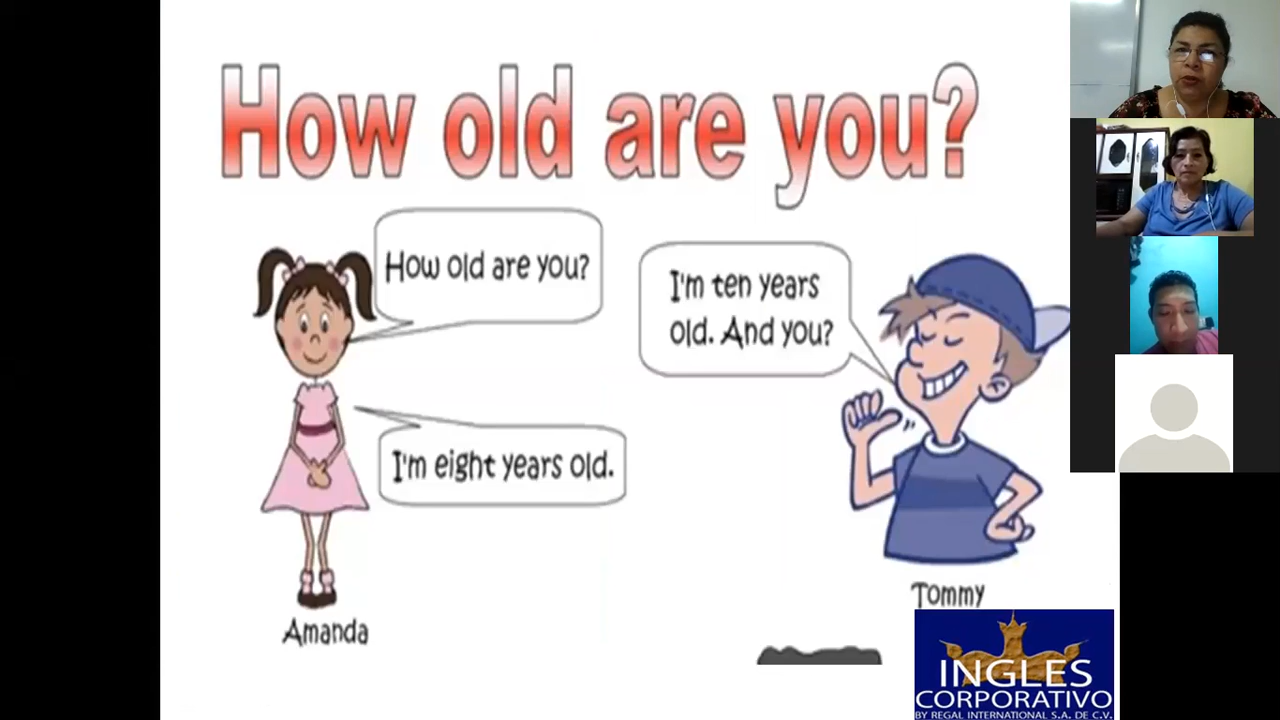 How old are you?
How old are you?
I'm ten years
old. And you?
I'm eight years old.
Tommy
Amanda
INGLES
CORPORATIVO
BY REGAL INTERNATIONAL S.A. DE C.V.